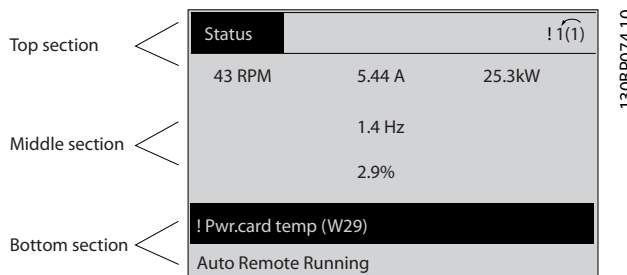 Top section
Status !1(1)
43 RPM 5.44 A 25.3kW
Middle section
1.4 Hz
2.9%
! Pwr.card temp (W29)
Bottom section
Auto Remote Running
130BP074.10